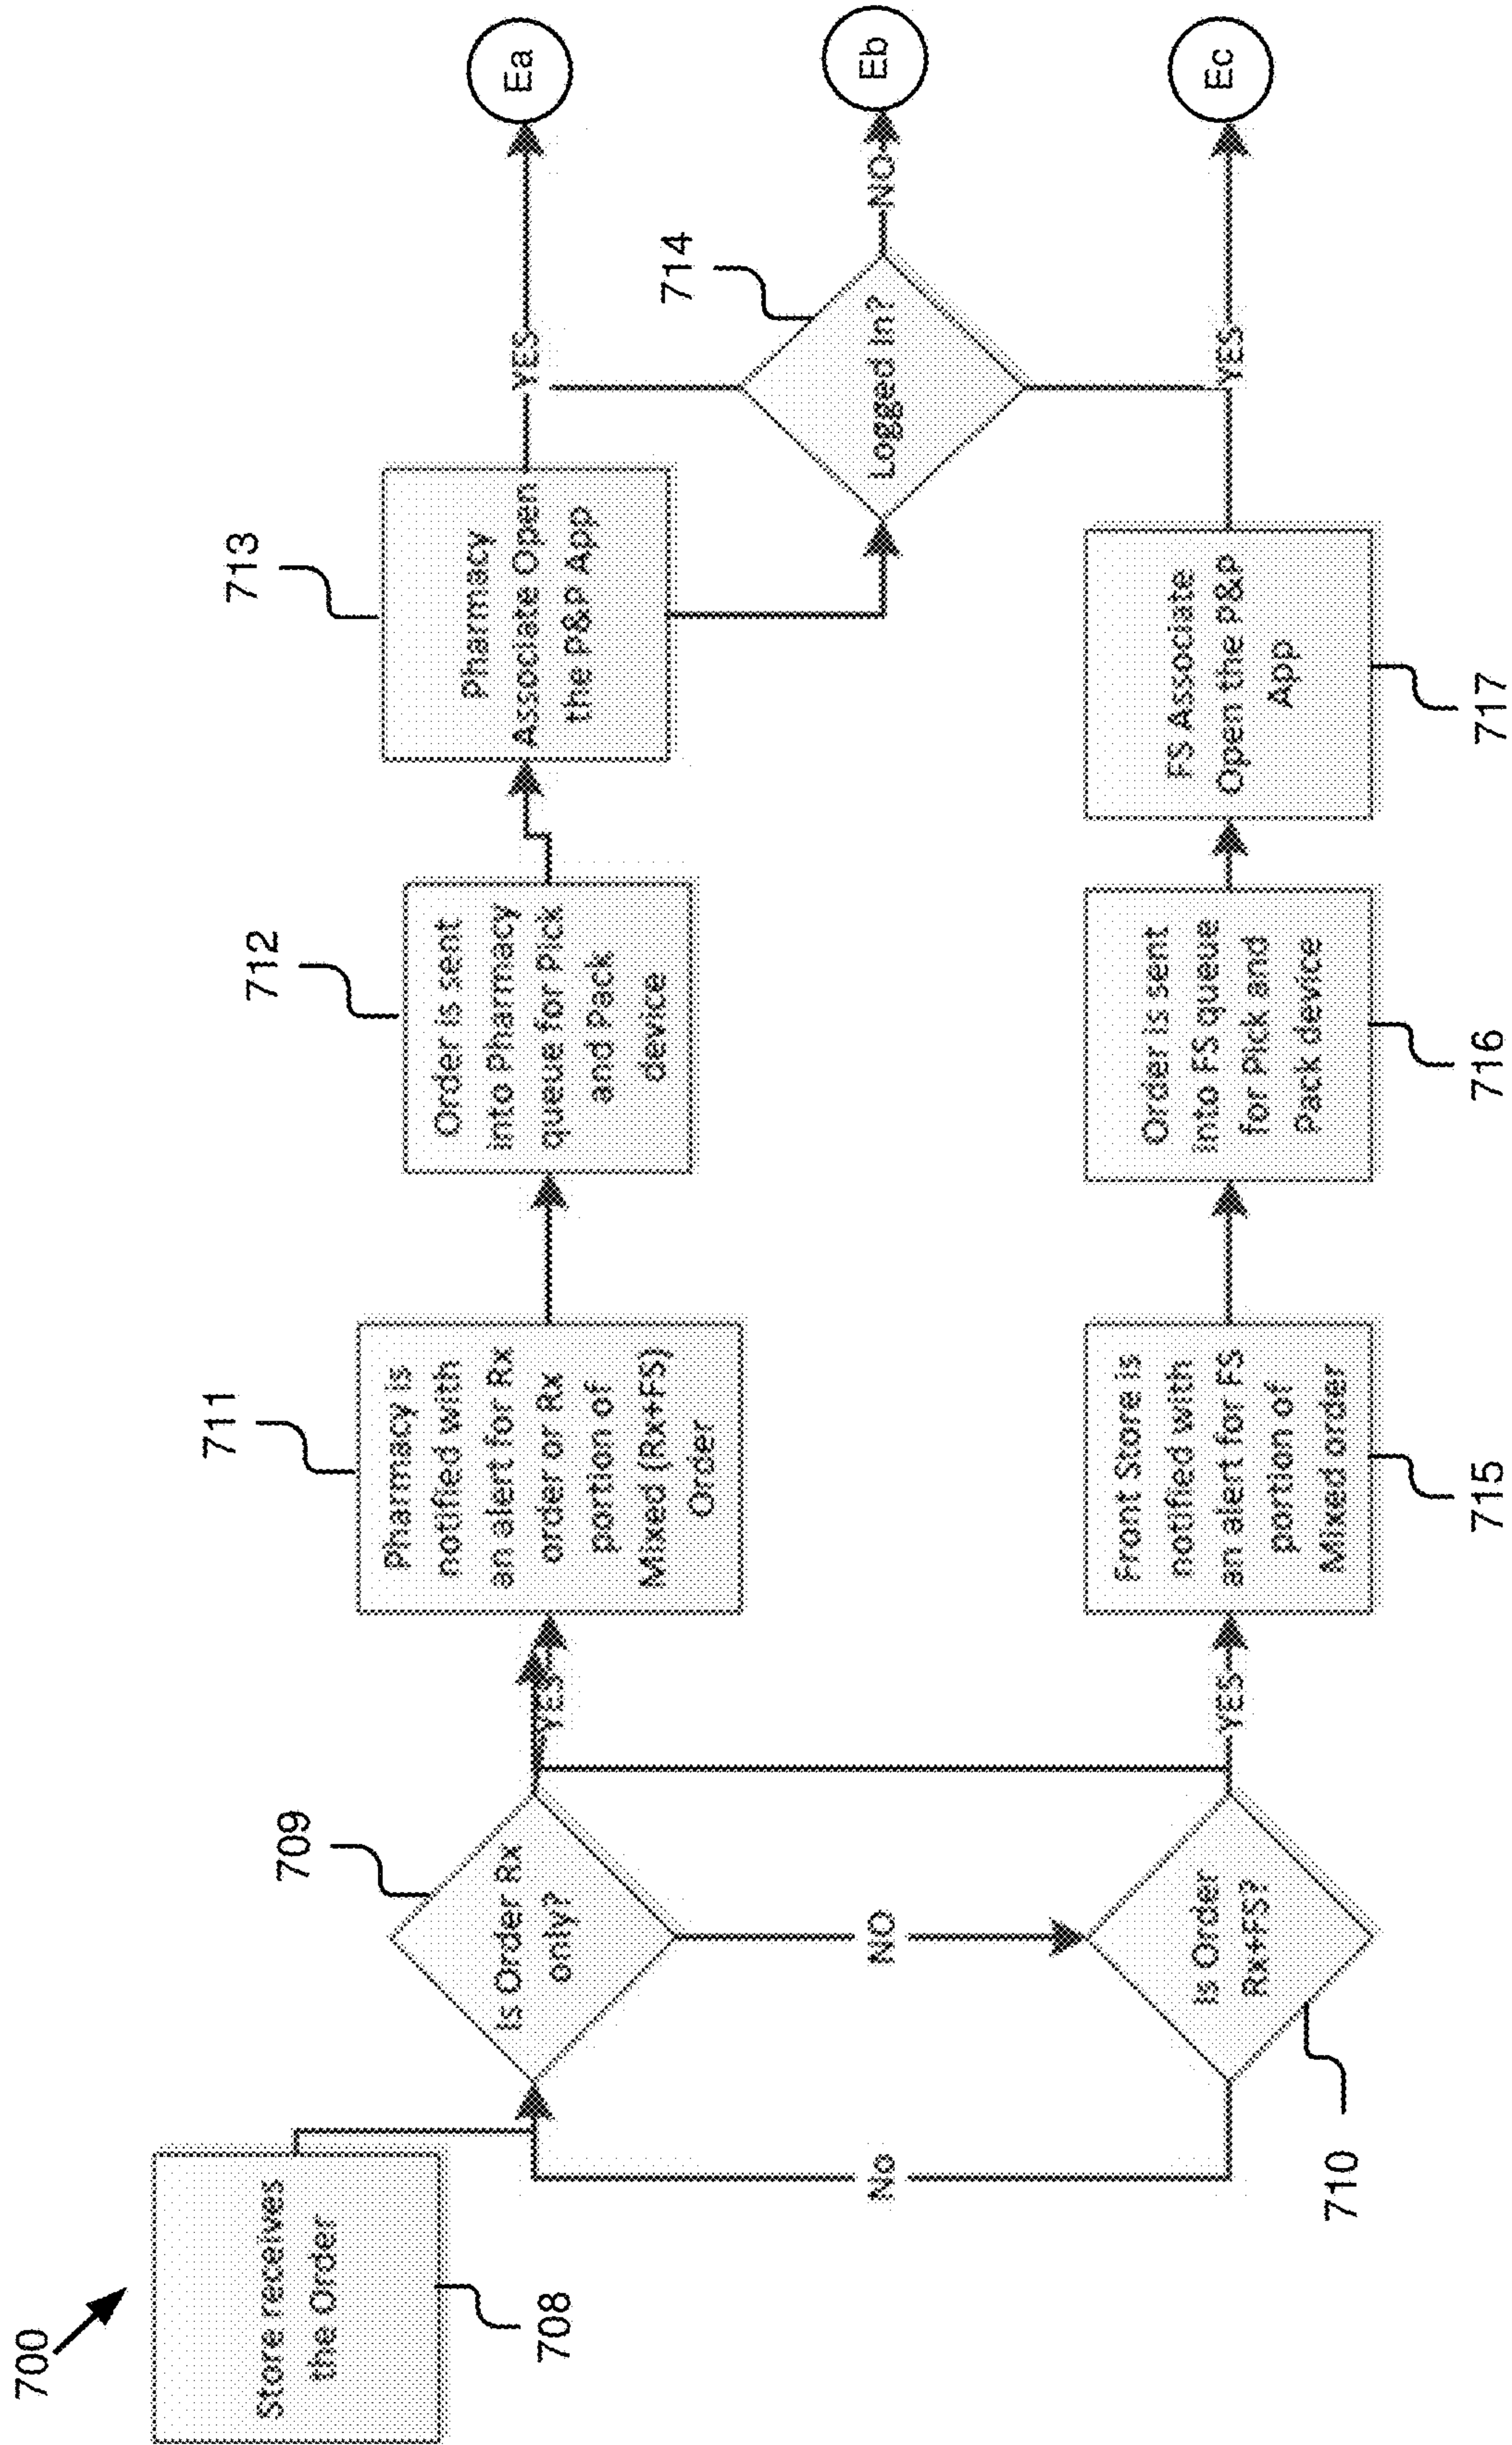 700
Store receives
the Order
708
709
Is Order Rx
only?
YES
NO
No
Is Order
Rx+FS?
710
YES
711
Pharmacy is
notified with
an alert for Rx
order or Rx
portion of
Mixed (Rx+FS)
Order
712
Order is sent
into Pharmacy
queue for Pick
and Pack
device
713
Pharmacy
Associate Open
the P&P App
YES
Ea
714
Logged In?
NO
Eb
Front Store is
notified with
an alert for FS
portion of
Mixed order
715
Order is sent
into FS queue
for Pick and
Pack device
716
FS Associate
Open the P&P
App
717
YES
Ec